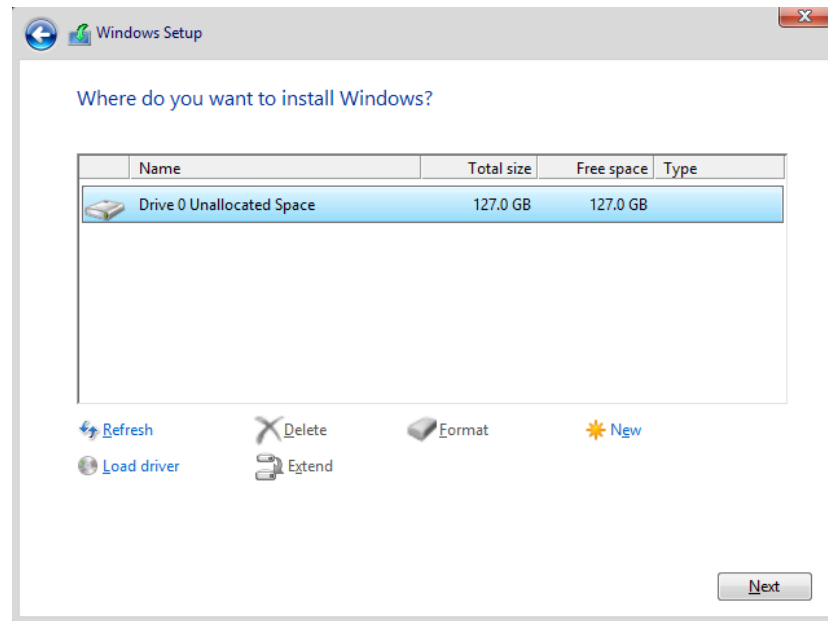 Windows Setup
Where do you want to install Windows?
Name Total size Free space Type
Drive 0 Unallocated Space 127.0 GB 127.0 GB
Refresh Delete Format New
Load driver Extend
Next